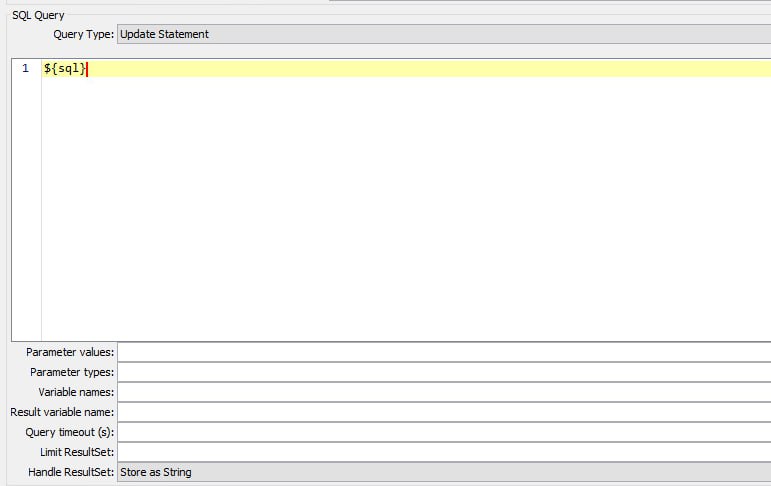 SQL Query
Query Type: Update Statement
1 ${sql}
Parameter values:
Parameter types:
Variable names:
Result variable name:
Query timeout (s):
Limit ResultSet:
Handle ResultSet: Store as String